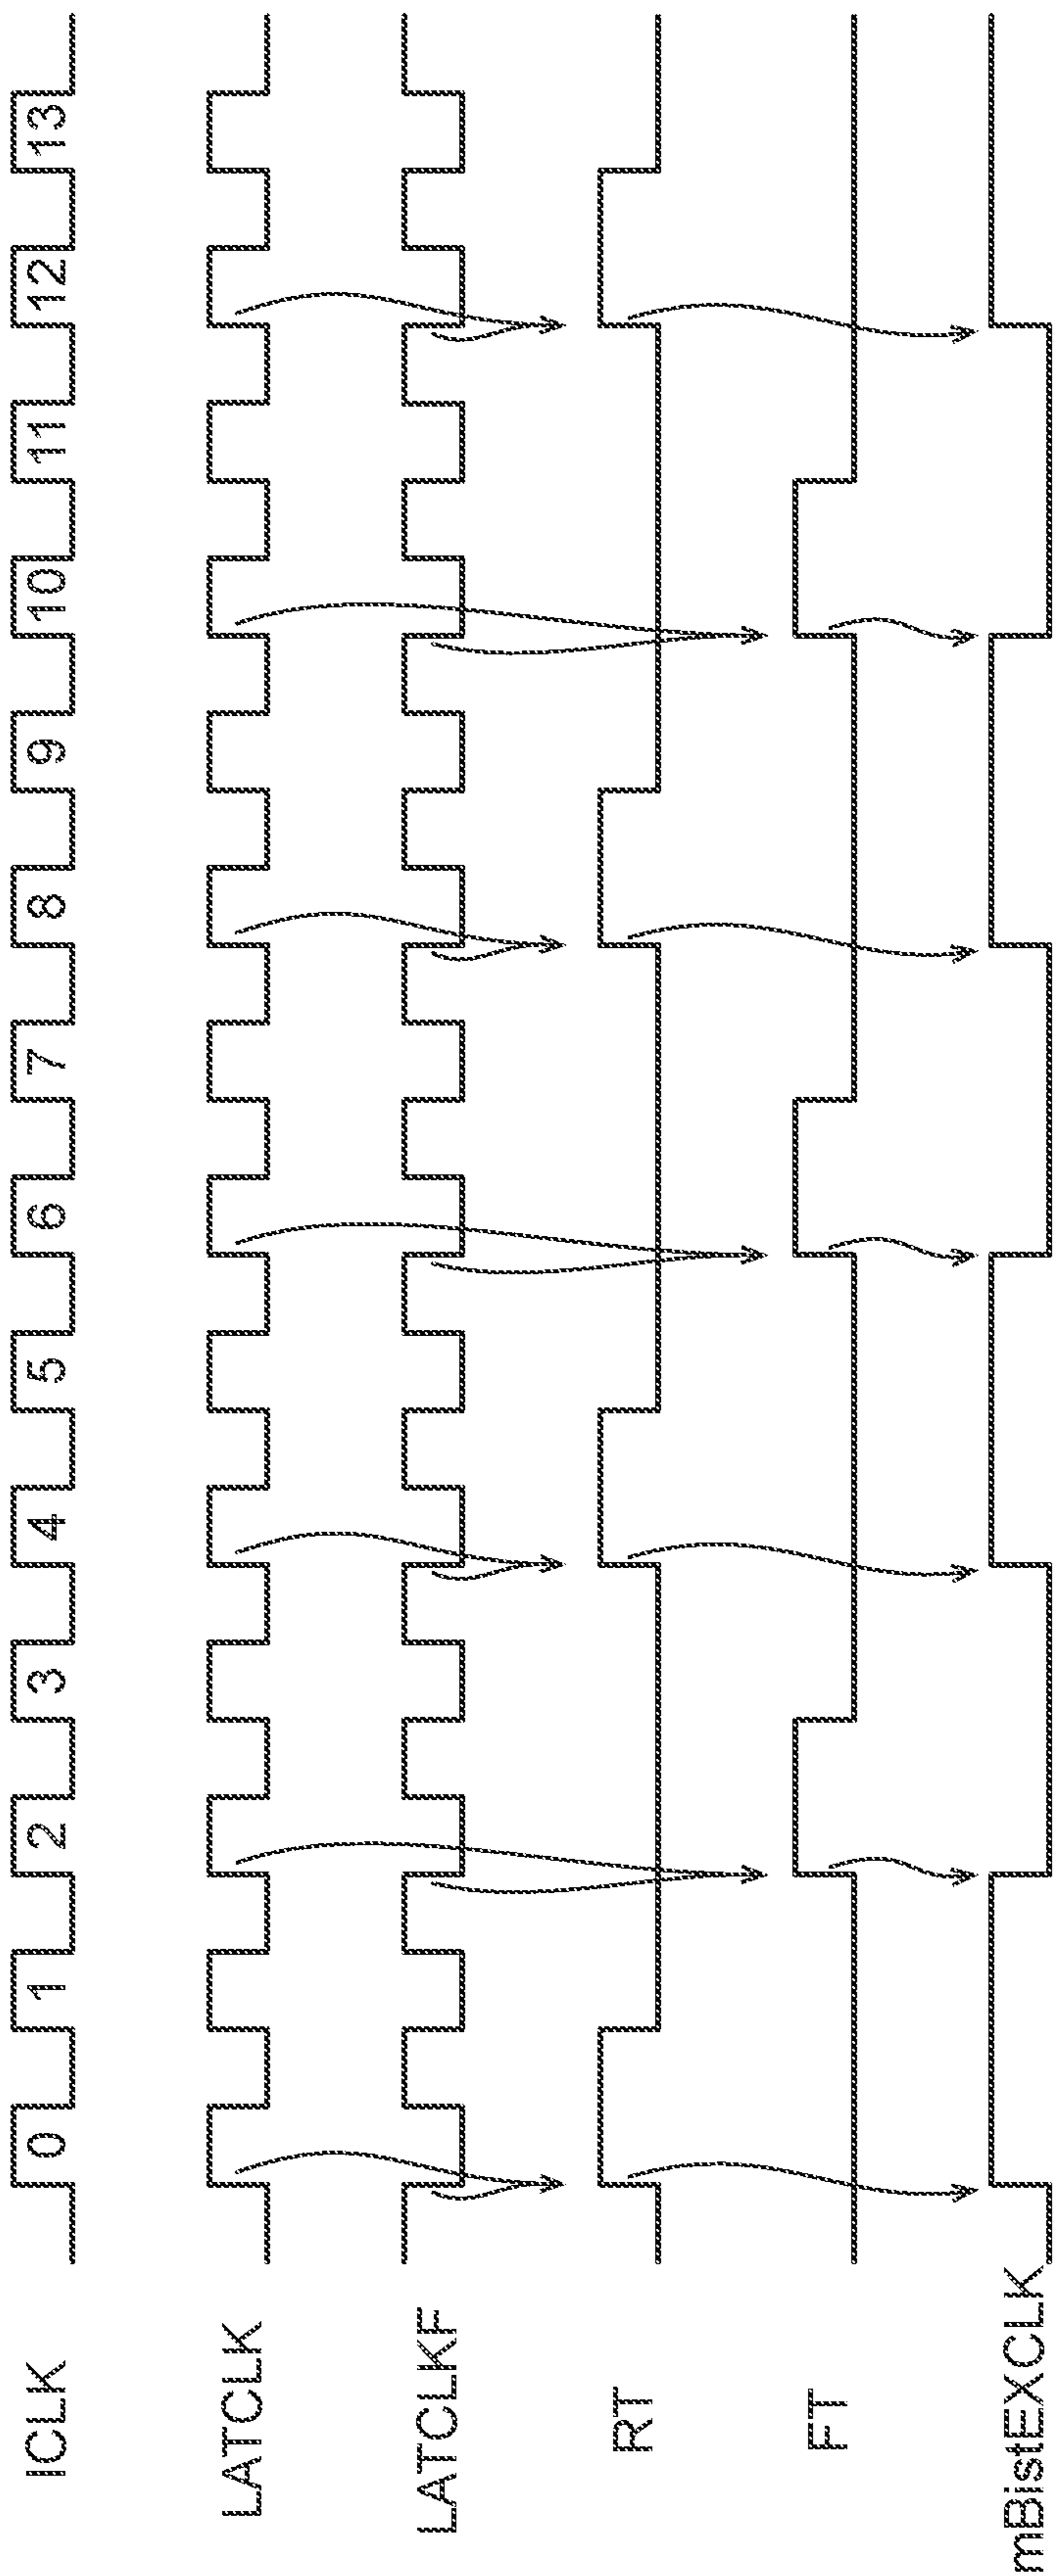 ICLK
0 1 2 3 4 5 6 7 8 9 10 11 12 13
LATCLK
LATCLKF
RT
FT
mBistEXCLK